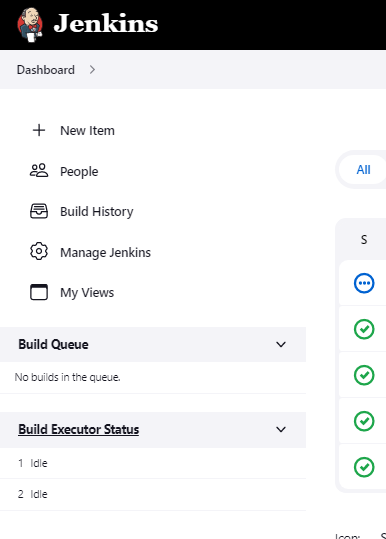 Jenkins
Dashboard
New Item
People
Build History
Manage Jenkins
My Views
Build Queue
No builds in the queue.
Build Executor Status
1 Idle
2 Idle
All
S
Icon: S